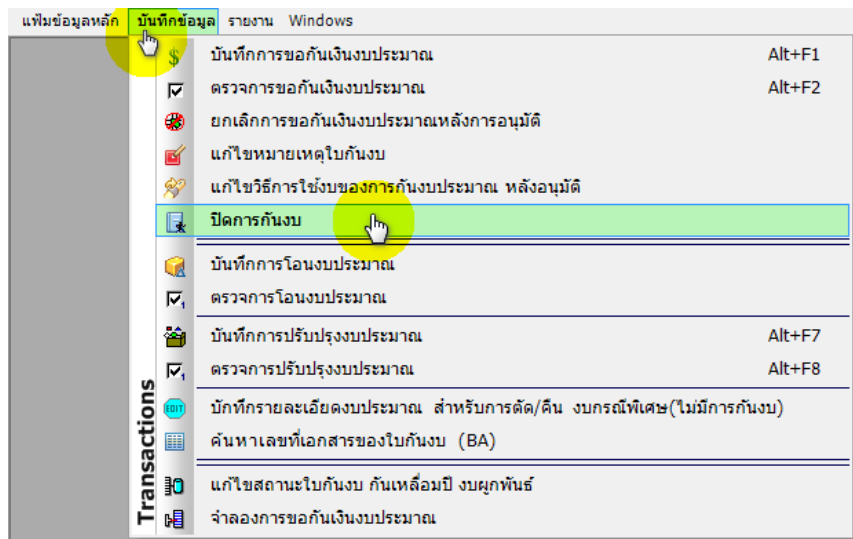 แฟ้มข้อมูลหลัก บันทึกข้อมูล รายงาน Windows
บันทึกการขอกันเงินงบประมาณ Alt+F1
ตรวจการขอกันเงินงบประมาณ Alt+F2
ยกเลิกการขอกันเงินงบประมาณหลังการอนุมัติ
แก้ไขหมายเหตุใบกันงบ
แก้ไขวิธีการใช้งบของการกันงบประมาณ หลังอนุมัติ
ปิดการกันงบ
บันทึกการโอนงบประมาณ
ตรวจการโอนงบประมาณ
บันทึกการปรับปรุงงบประมาณ Alt+F7
ตรวจการปรับปรุงงบประมาณ Alt+F8
EDIT บักทึกรายละเอียดงบประมาณ สำหรับการตัด/คืน งบกรณีพิเศษ(ไม่มีการกันงบ)
ค้นหาเลขที่เอกสารของใบกันงบ (BA)
แก้ไขสถานะใบกันงบ กันเหลื่อมปี งบผูกพันธ์
จำลองการขอกันเงินงบประมาณ
Transactions